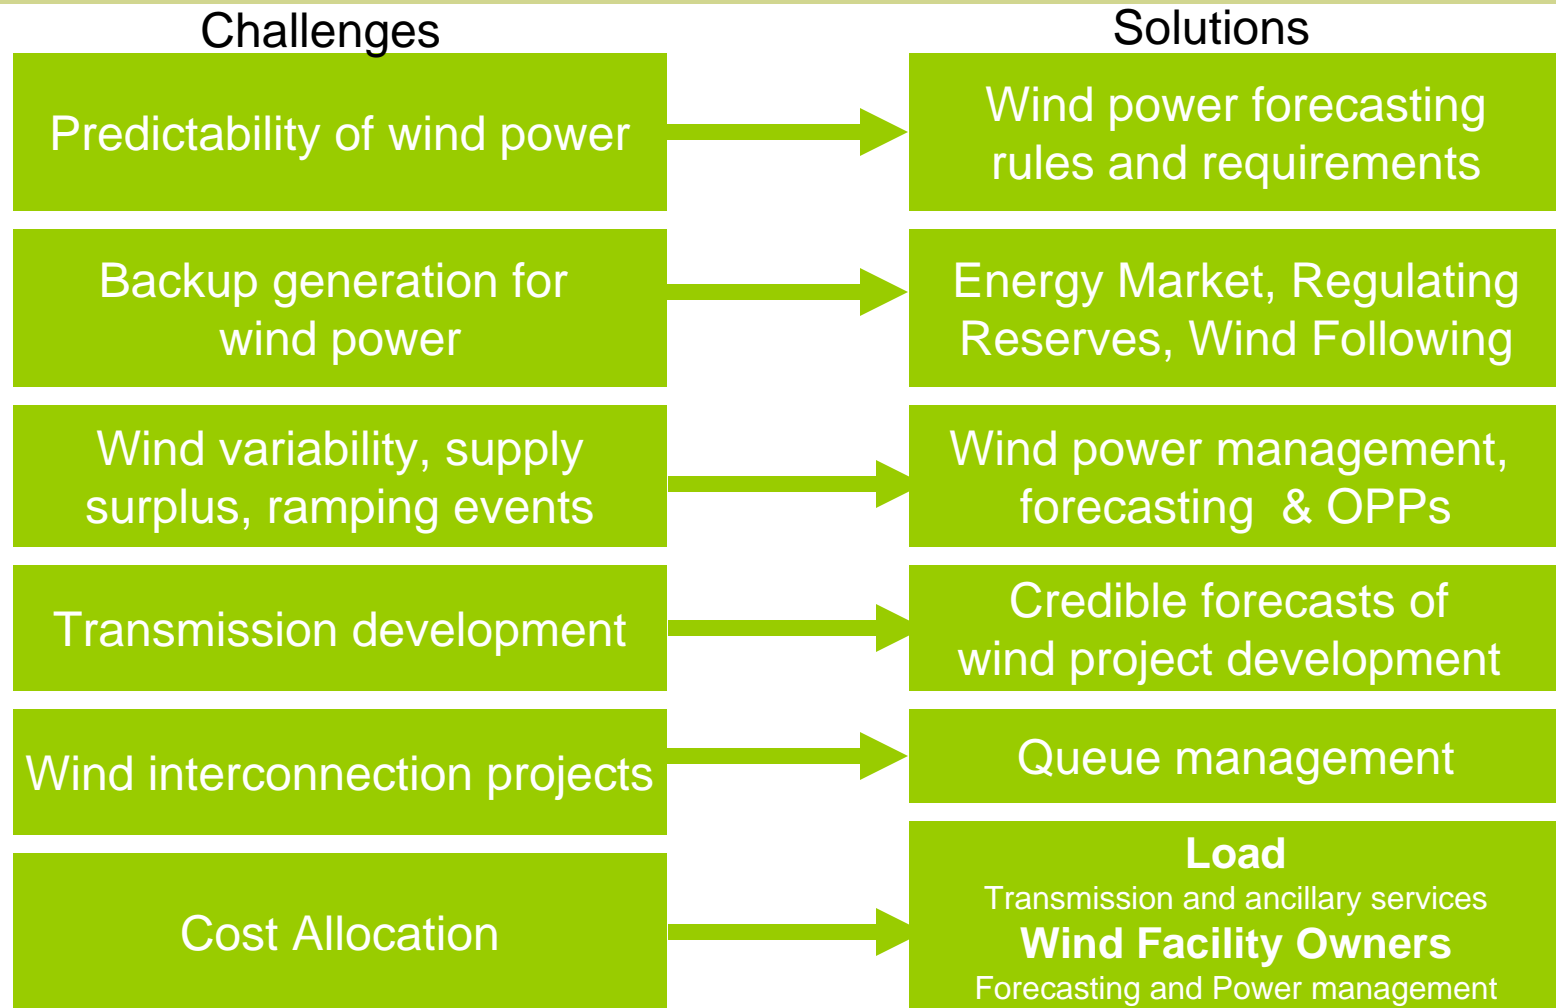 Challenges
Solutions
Predictability of wind power
Wind power forecasting
rules and requirements
Backup generation for
wind power
Energy Market, Regulating
Reserves, Wind Following
Wind variability, supply
surplus, ramping events
Wind power management,
forecasting & OPPs
Transmission development
Credible forecasts of
wind project development
Wind interconnection projects
Queue management
Cost Allocation
Load
Transmission and ancillary services
Wind Facility Owners
Forecasting and Power management